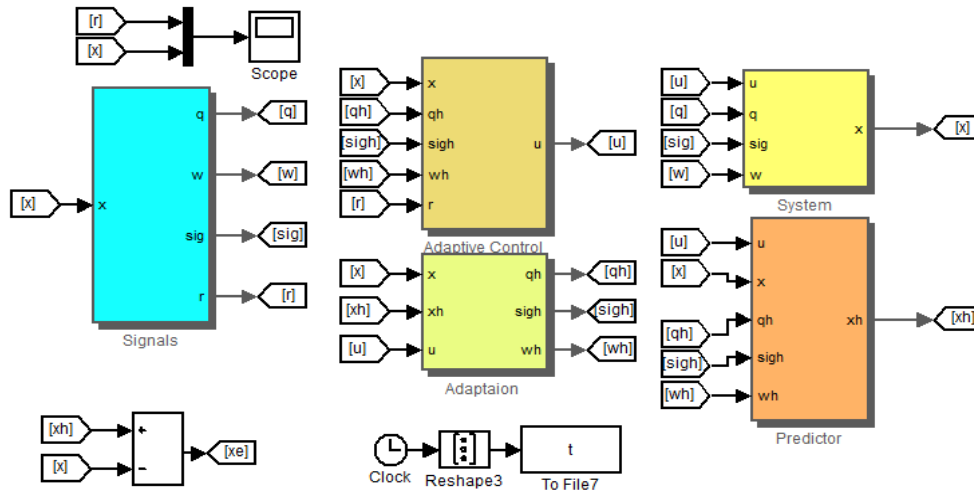 [r]
[x]
Scope
[x]
x
q
w
sig
r
[q]
[w]
[sig]
[r]
Signals
[x]
[qh]
[sigh]
[wh]
[r]
x
qh
sigh
wh
r
u
[u]
Adaptive Control
[u]
[q]
[sig]
[w]
u
q
sig
w
x
[x]
System
[x]
[xh]
[u]
x
xh
u
qh
sigh
wh
[qh]
[sigh]
[wh]
Adaptaion
[u]
[x]
[qh]
[sigh]
[wh]
u
x
qh
sigh
wh
xh
[xh]
Predictor
[xh]
[x]
+
−
[xe]
Clock
Reshape3
t
To File7